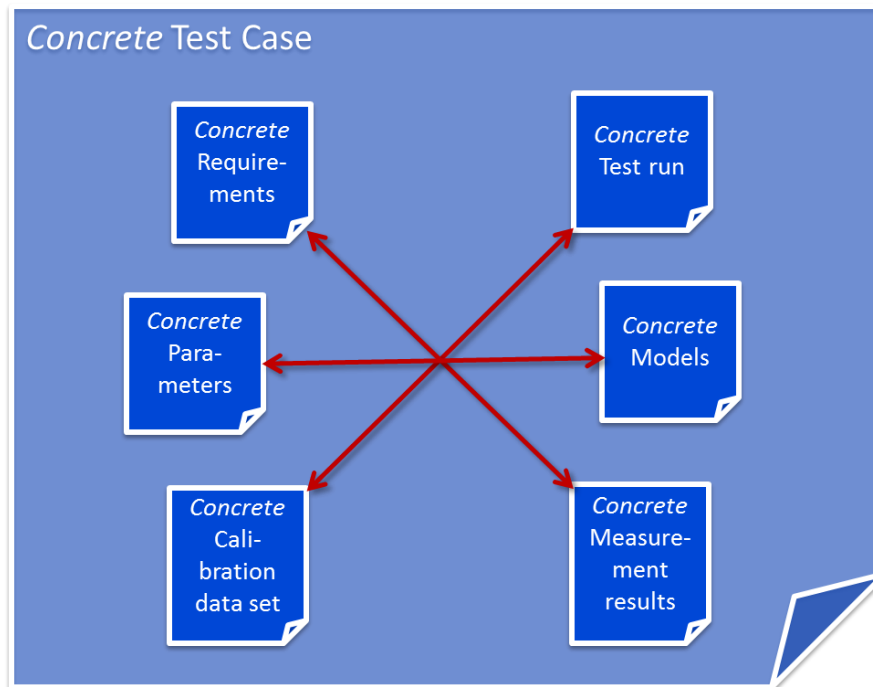 Concrete Test Case
Concrete
Require-
ments
Concrete
Test run
Concrete
Para-
meters
Concrete
Models
Concrete
Cali-
bration
data set
Concrete
Measure-
ment
results